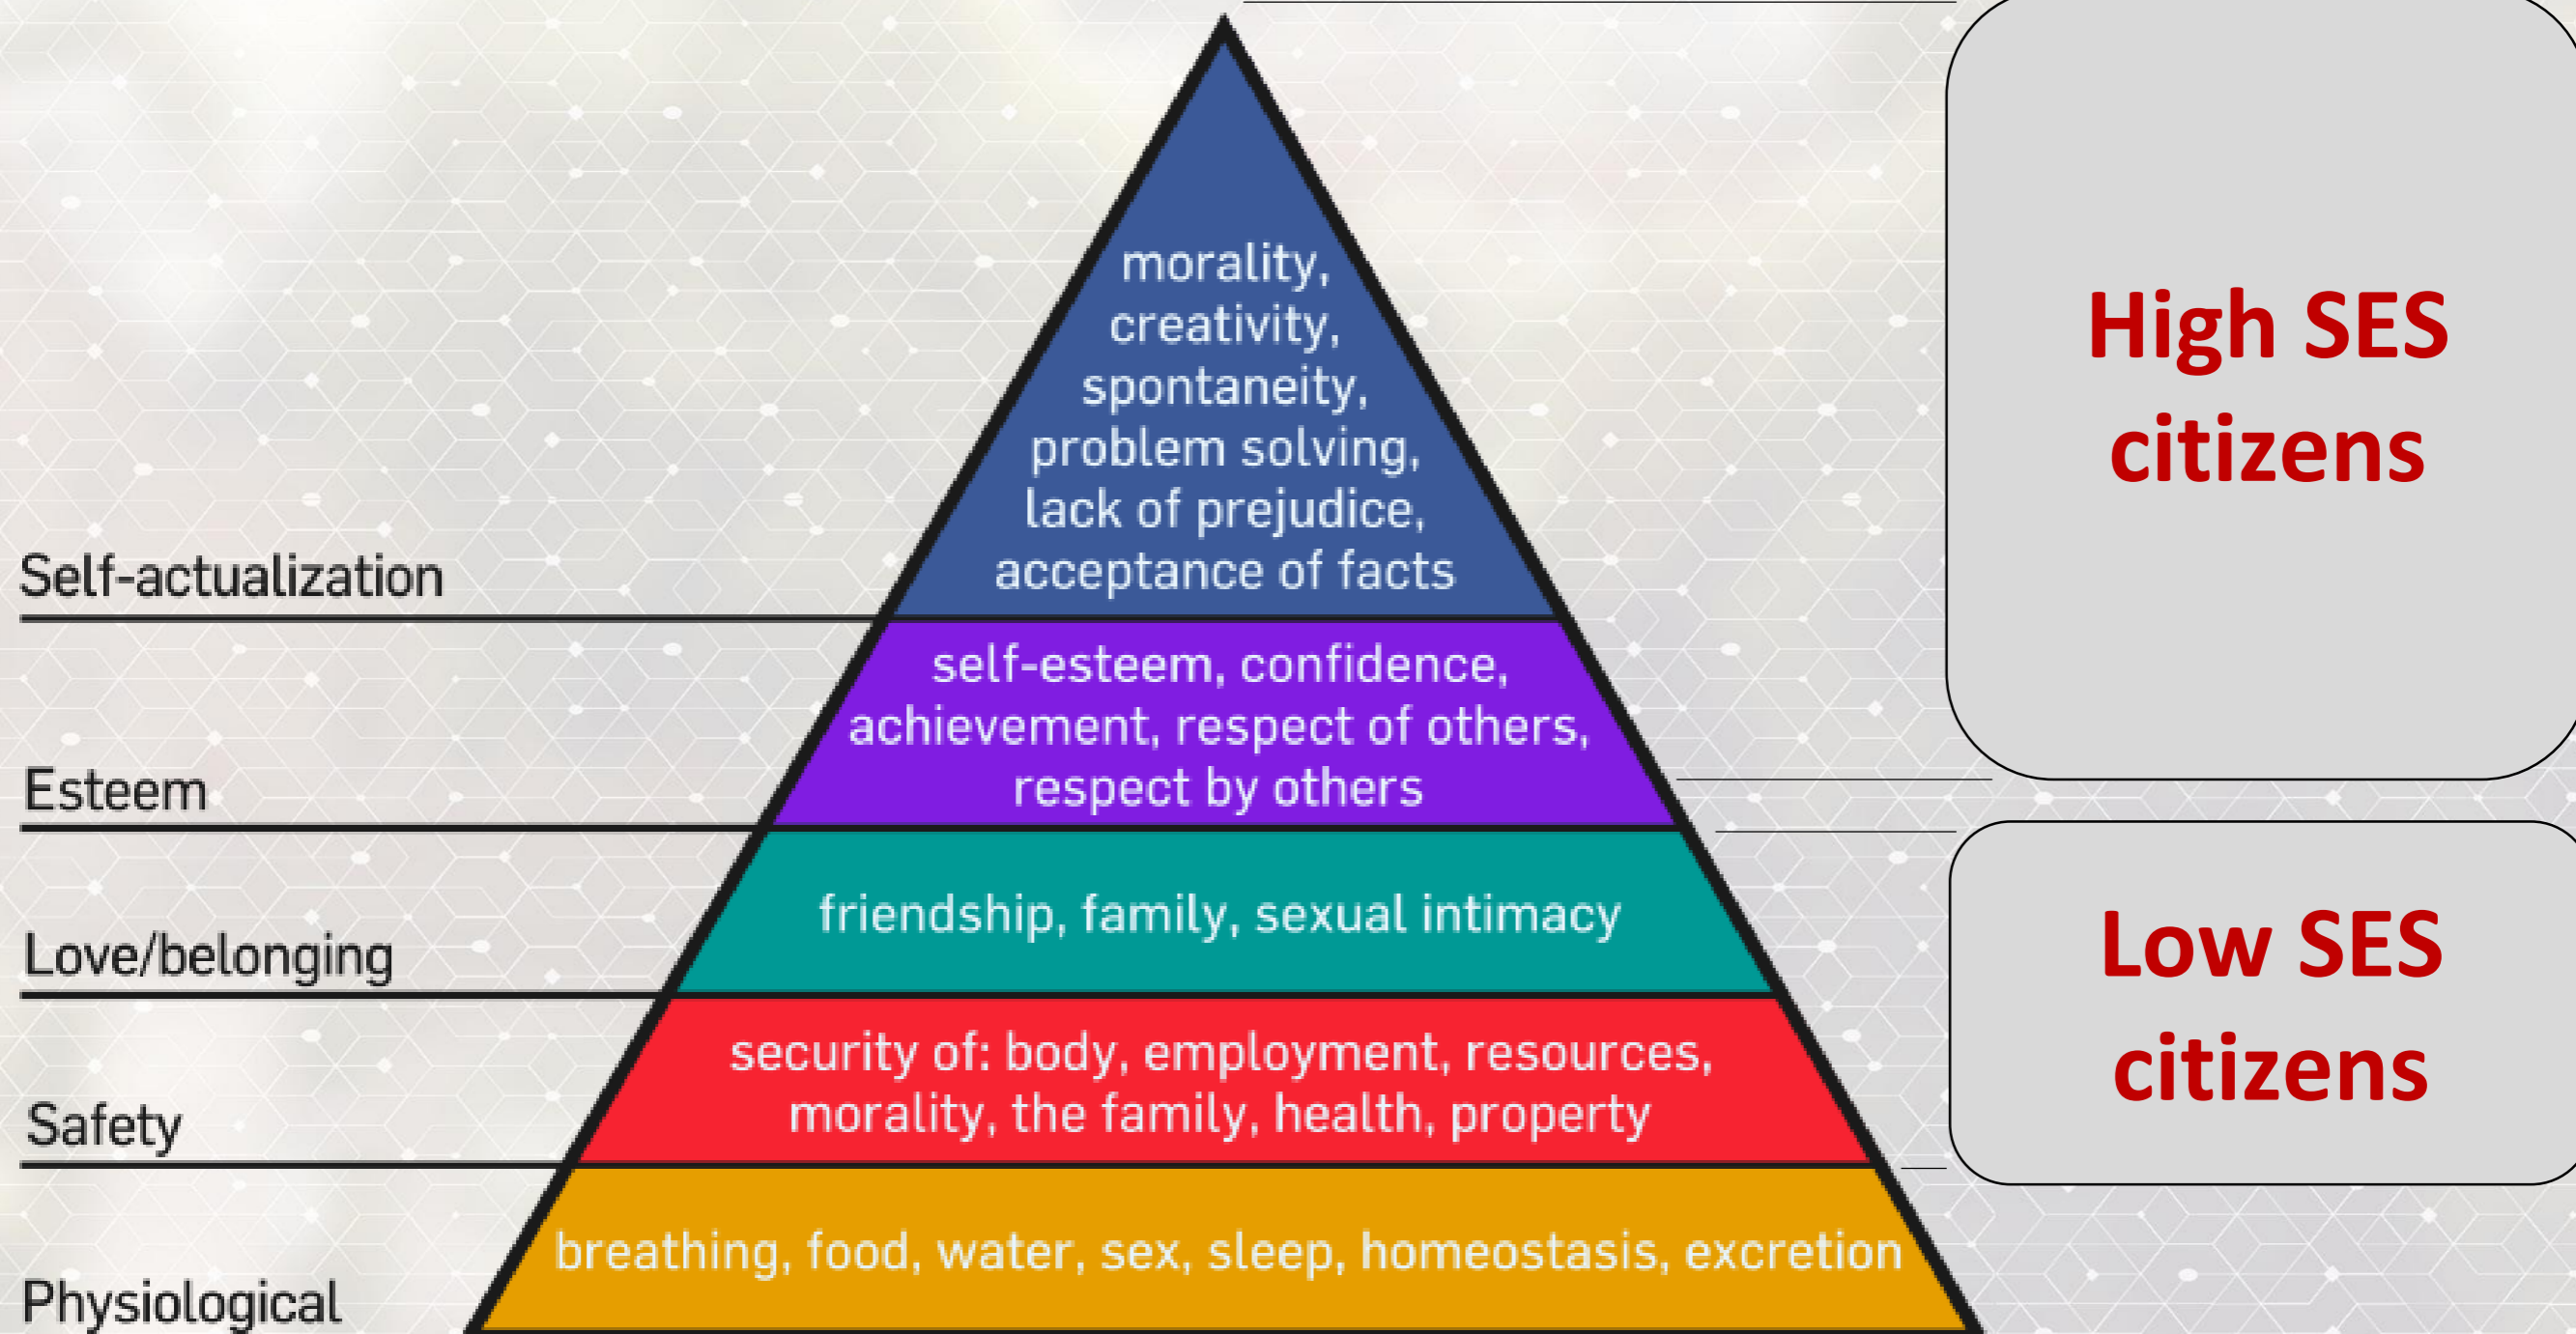 morality,
creativity,
spontaneity,
problem solving,
lack of prejudice,
acceptance of facts
Self-actualization
self-esteem, confidence,
achievement, respect of others,
respect by others
Esteem
friendship, family, sexual intimacy
Love/belonging
security of: body, employment, resources,
morality, the family, health, property
Safety
breathing, food, water, sex, sleep, homeostasis, excretion
Physiological
High SES
citizens
Low SES
citizens